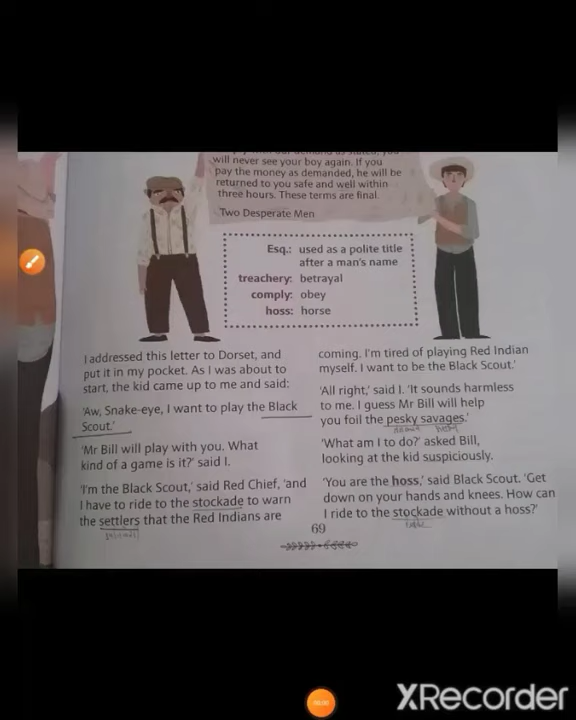 will never see your boy again. If you
pay the money as demanded, he will be
returned to you safe and well within
three hours. These terms are final.
Two Desperate Men
Esq.: used as a polite title
after a man's name
treachery: betrayal
comply: obey
hoss: horse
I addressed this letter to Dorset, and
put it in my pocket. As I was about to
start, the kid came up to me and said:
'Aw, Snake-eye, I want to play the Black
Scout.'
'Mr Bill will play with you. What
kind of a game is it?' said I.
'I'm the Black Scout,' said Red Chief, 'and
I have to ride to the stockade to warn
the settlers that the Red Indians are
coming. I'm tired of playing Red Indian
myself. I want to be the Black Scout.'
'All right,' said I. 'It sounds harmless
to me. I guess Mr Bill will help
you foil the pesky savages.'
'What am I to do?' asked Bill,
looking at the kid suspiciously.
'You are the hoss,' said Black Scout. 'Get
down on your hands and knees. How can
I ride to the stockade without a hoss?'
69
XRecorder